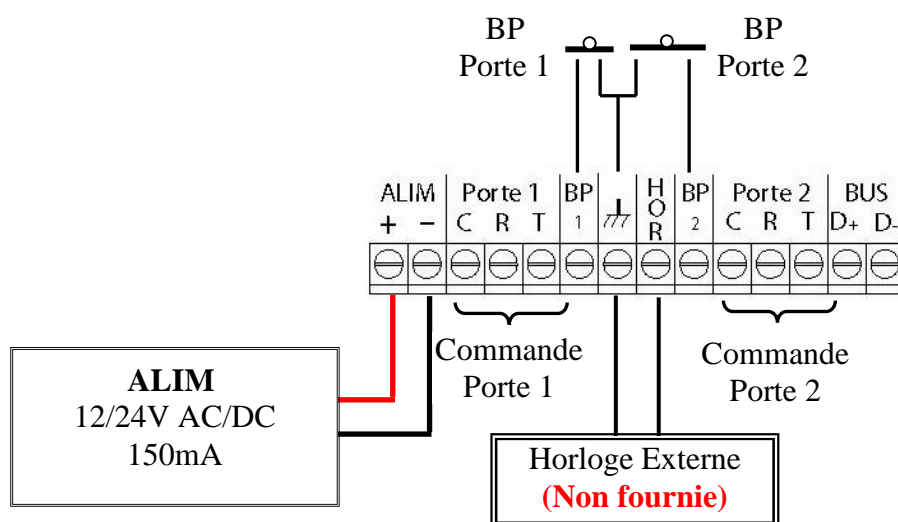 BP
Porte 1
BP
Porte 2
ALIM
+ −
Porte 1
C R T
BP
1
H
O
R
BP
2
Porte 2
C R T
BUS
D+ D-
Commande
Porte 1
Commande
Porte 2
ALIM
12/24V AC/DC
150mA
Horloge Externe
(Non fournie)